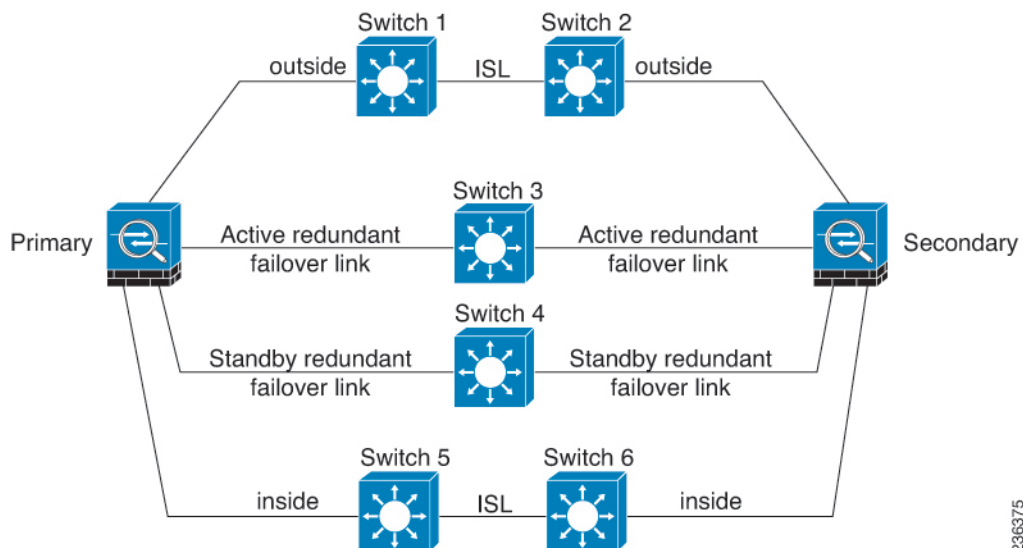 Switch 1
Switch 2
outside
ISL
outside
Switch 3
Primary
Active redundant
failover link
Active redundant
failover link
Secondary
Switch 4
Standby redundant
failover link
Standby redundant
failover link
Switch 5
Switch 6
inside
ISL
inside
236375